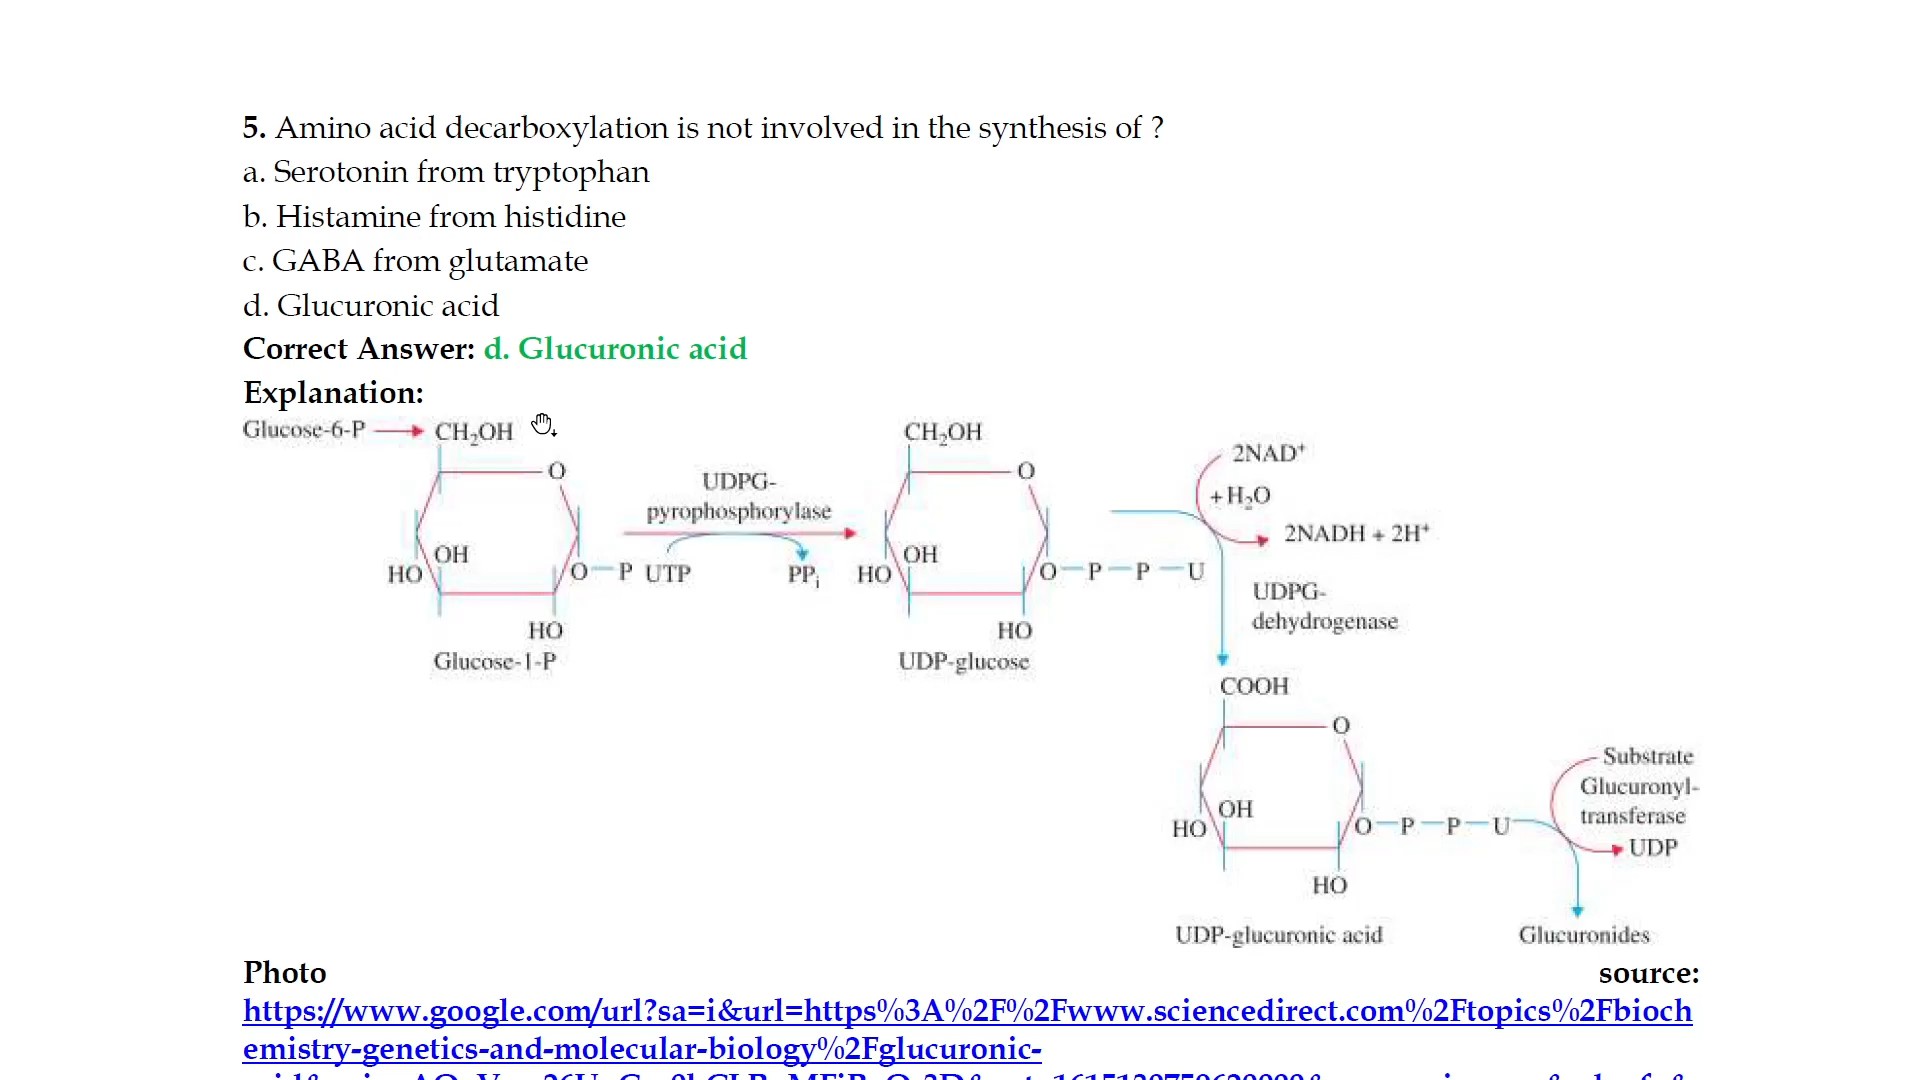 5. Amino acid decarboxylation is not involved in the synthesis of ?
a. Serotonin from tryptophan
b. Histamine from histidine
c. GABA from glutamate
d. Glucuronic acid
Correct Answer: d. Glucuronic acid
Explanation:
Glucose-6-P
CH₂OH
O
OH
HO
O-P
HO
Glucose-1-P
UDPG-
pyrophosphorylase
UTP
PPi
CH₂OH
O
OH
HO
O-P-P-U
HO
UDP-glucose
2NAD⁺
+ H₂O
2NADH + 2H⁺
UDPG-
dehydrogenase
COOH
O
OH
HO
O-P-P-U
HO
UDP-glucuronic acid
Substrate
Glucuronyl-
transferase
UDP
Glucuronides
Photo source:
https://www.google.com/url?sa=i&url=https%3A%2F%2Fwww.sciencedirect.com%2Ftopics%2Fbioch
emistry-genetics-and-molecular-biology%2Fglucuronic-